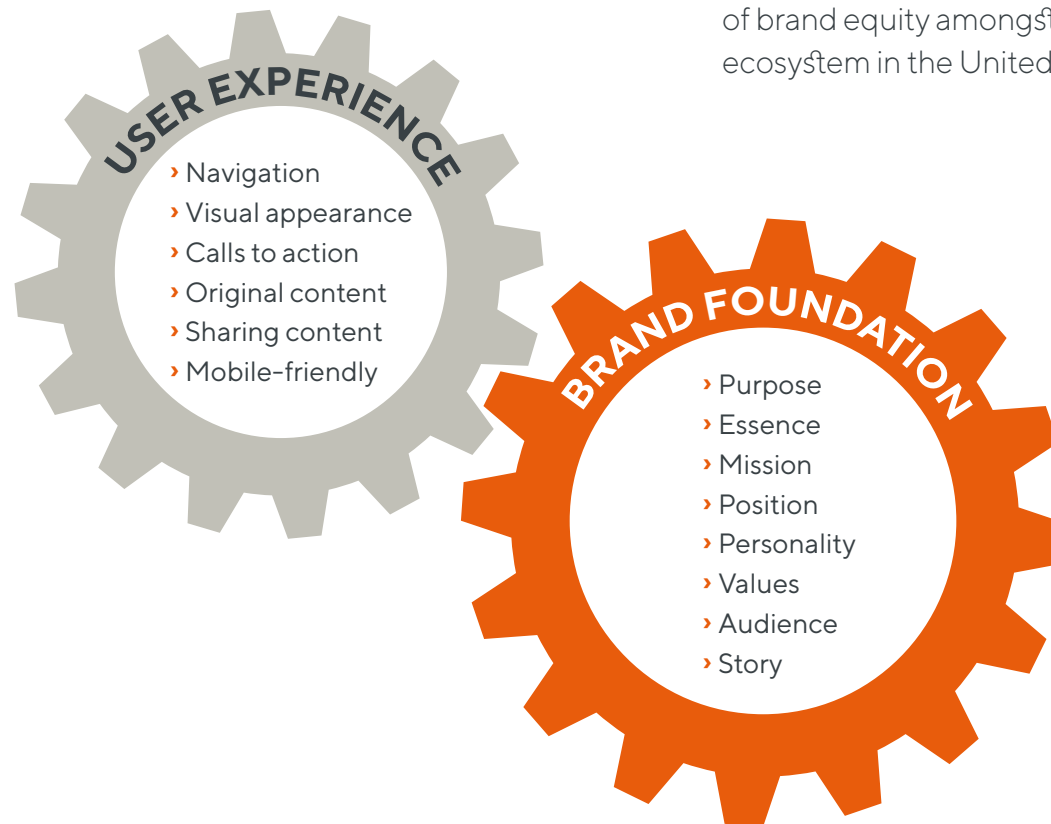 of brand equity amongst
ecosystem in the United
USER EXPERIENCE
› Navigation
› Visual appearance
› Calls to action
› Original content
› Sharing content
› Mobile-friendly
BRAND FOUNDATION
› Purpose
› Essence
› Mission
› Position
› Personality
› Values
› Audience
› Story